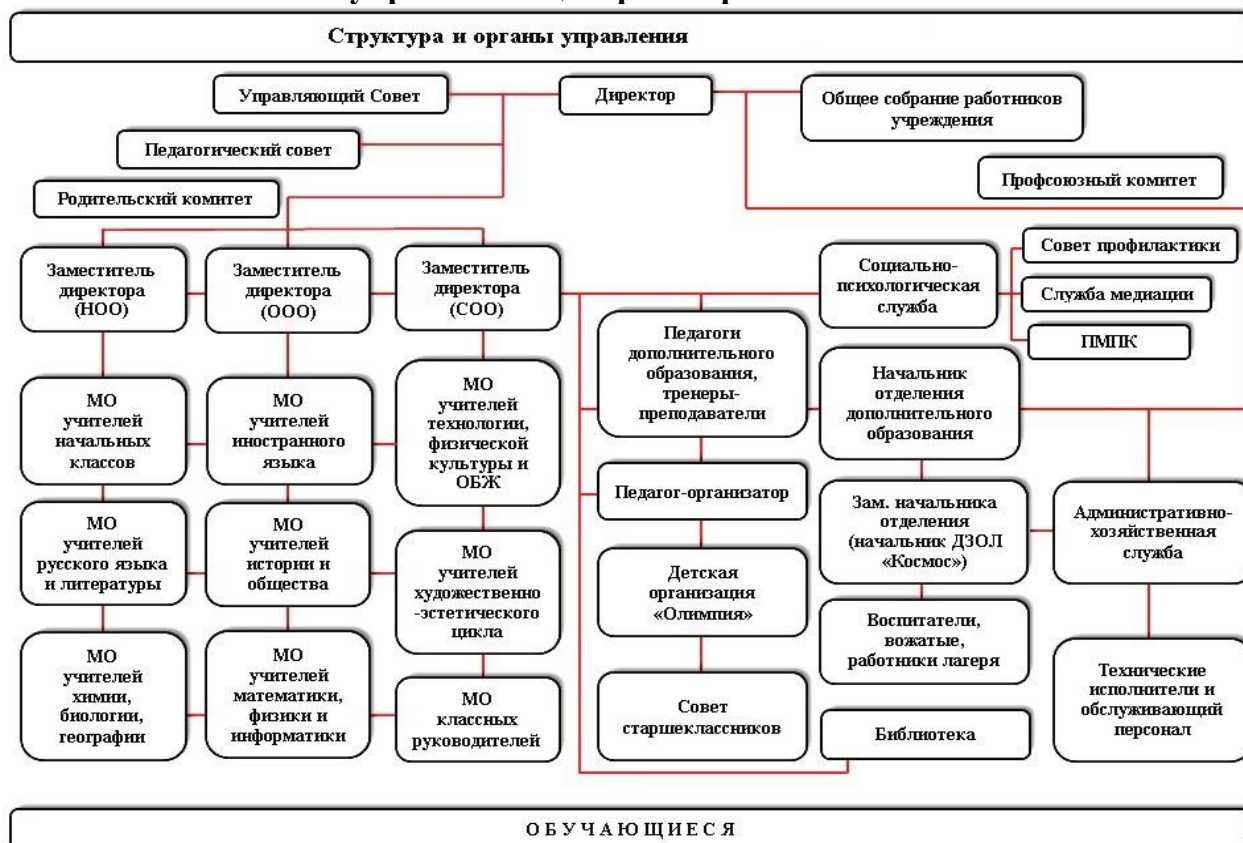 Структура и органы управления
Управляющий Совет
Директор
Общее собрание работников
учреждения
Педагогический совет
Профсоюзный комитет
Родительский комитет
Заместитель
директора
(НОО)
Заместитель
директора
(ООО)
Заместитель
директора
(СОО)
Социально-
психологическая
служба
Совет профилактики
Служба медиации
ПМПК
Педагоги
дополнительного
образования,
тренеры-
преподаватели
Начальник
отделения
дополнительного
образования
МО
учителей
начальных
классов
МО
учителей
иностранного
языка
МО
учителей
технологии,
физической
культуры и
ОБЖ
Педагог-организатор
Зам. начальника
отделения
(начальник ДЗОЛ
«Космос»)
Административно-
хозяйственная
служба
МО
учителей
русского языка
и литературы
МО
учителей
истории и
общества
МО
учителей
художественно
-эстетического
цикла
Детская
организация
«Олимпия»
Воспитатели,
вожатые,
работники лагеря
МО
учителей
химии,
биологии,
географии
МО
учителей
математики,
физики и
информатики
МО
классных
руководителей
Совет
старшеклассников
Библиотека
Технические
исполнители и
обслуживающий
персонал
ОБУЧАЮЩИЕСЯ